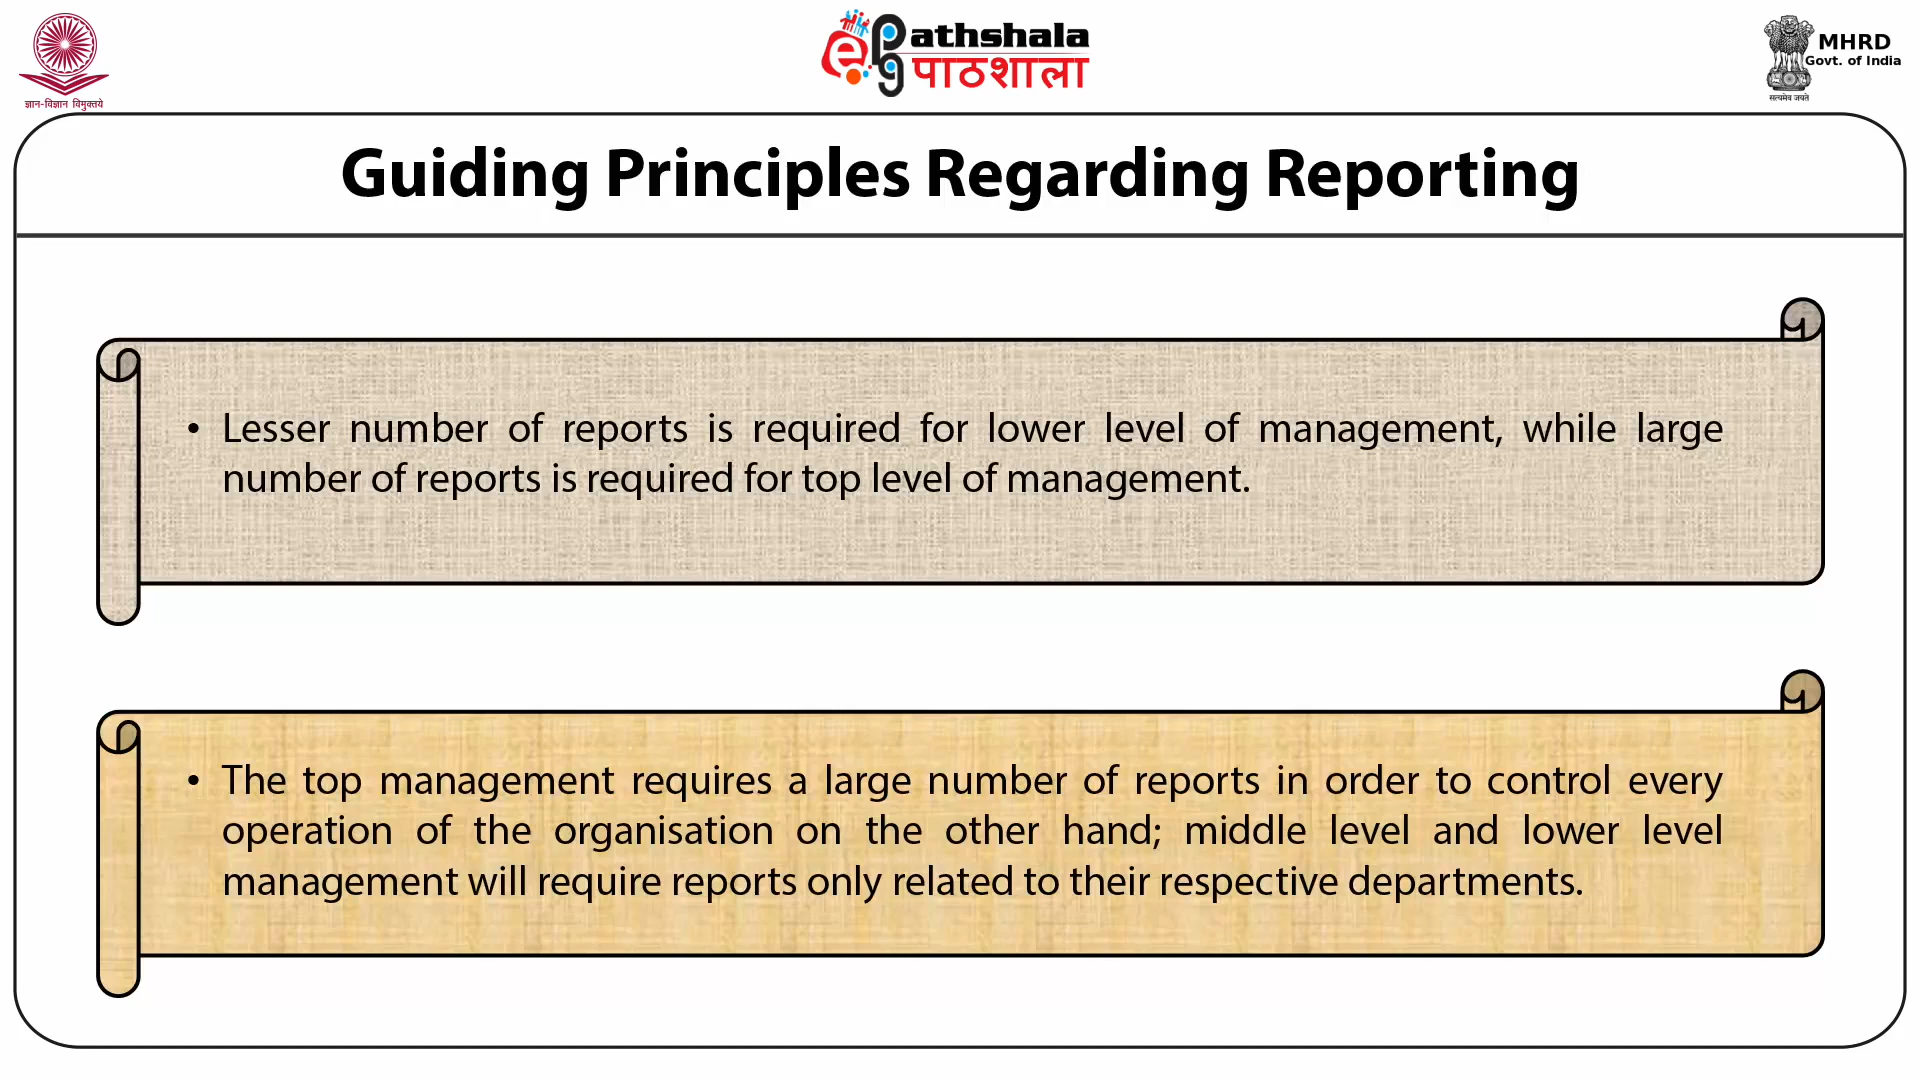 ज्ञान-विज्ञान विमुक्तये
ePathshala
पाठशाला
MHRD
Govt. of India
सत्यमेव जयते
Guiding Principles Regarding Reporting
• Lesser number of reports is required for lower level of management, while large
number of reports is required for top level of management.
• The top management requires a large number of reports in order to control every
operation of the organisation on the other hand; middle level and lower level
management will require reports only related to their respective departments.